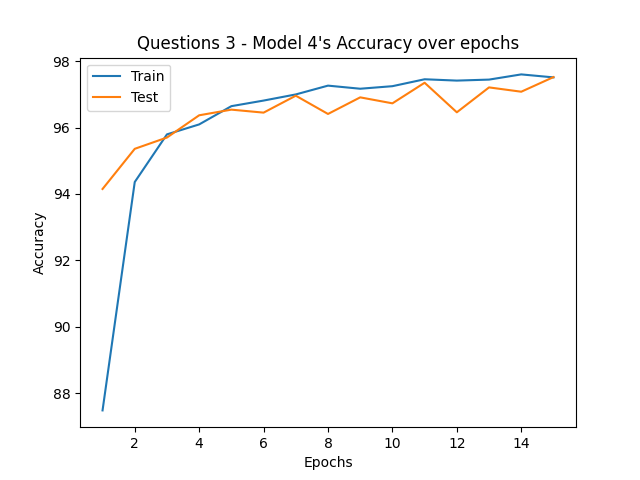 Questions 3 - Model 4's Accuracy over epochs
Train
Test
98
96
94
92
90
88
Accuracy
2 4 6 8 10 12 14
Epochs